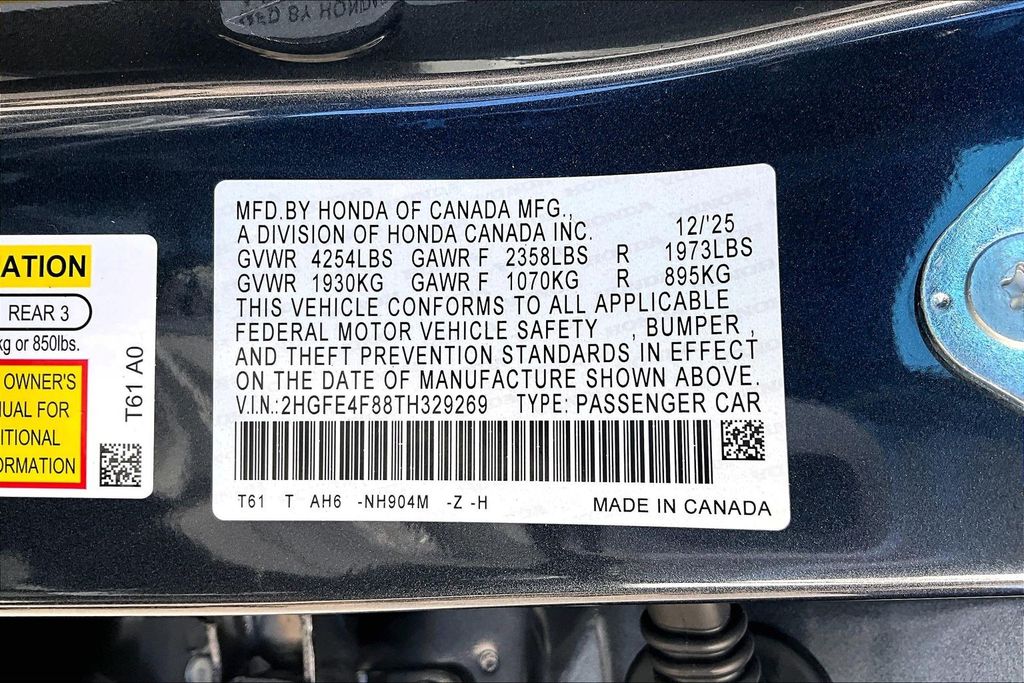 MFD.BY HONDA OF CANADA MFG.,
A DIVISION OF HONDA CANADA INC. 12/'25
GVWR 4254LBS GAWR F 2358LBS R 1973LBS
GVWR 1930KG GAWR F 1070KG R 895KG
THIS VEHICLE CONFORMS TO ALL APPLICABLE
FEDERAL MOTOR VEHICLE SAFETY , BUMPER ,
AND THEFT PREVENTION STANDARDS IN EFFECT
ON THE DATE OF MANUFACTURE SHOWN ABOVE.
V.I.N.: 2HGFE4F88TH329269 TYPE: PASSENGER CAR
T61 T AH6 -NH904M -Z -H MADE IN CANADA
ATION
REAR 3
kg or 850lbs.
OWNER'S
UAL FOR
ITIONAL
ORMATION
T61 A0